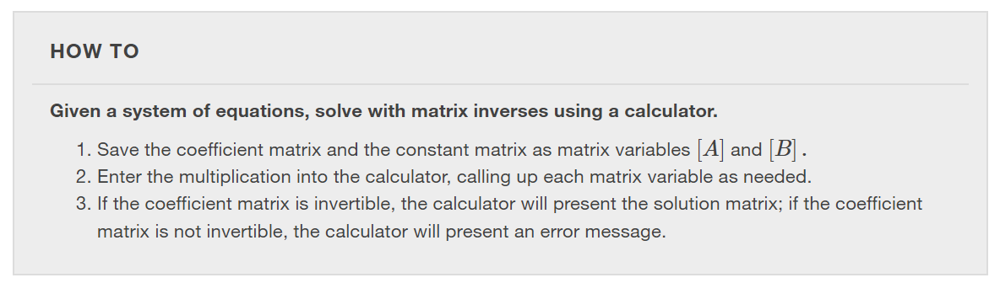 HOW TO
Given a system of equations, solve with matrix inverses using a calculator.
1. Save the coefficient matrix and the constant matrix as matrix variables [A] and [B].
2. Enter the multiplication into the calculator, calling up each matrix variable as needed.
3. If the coefficient matrix is invertible, the calculator will present the solution matrix; if the coefficient
matrix is not invertible, the calculator will present an error message.